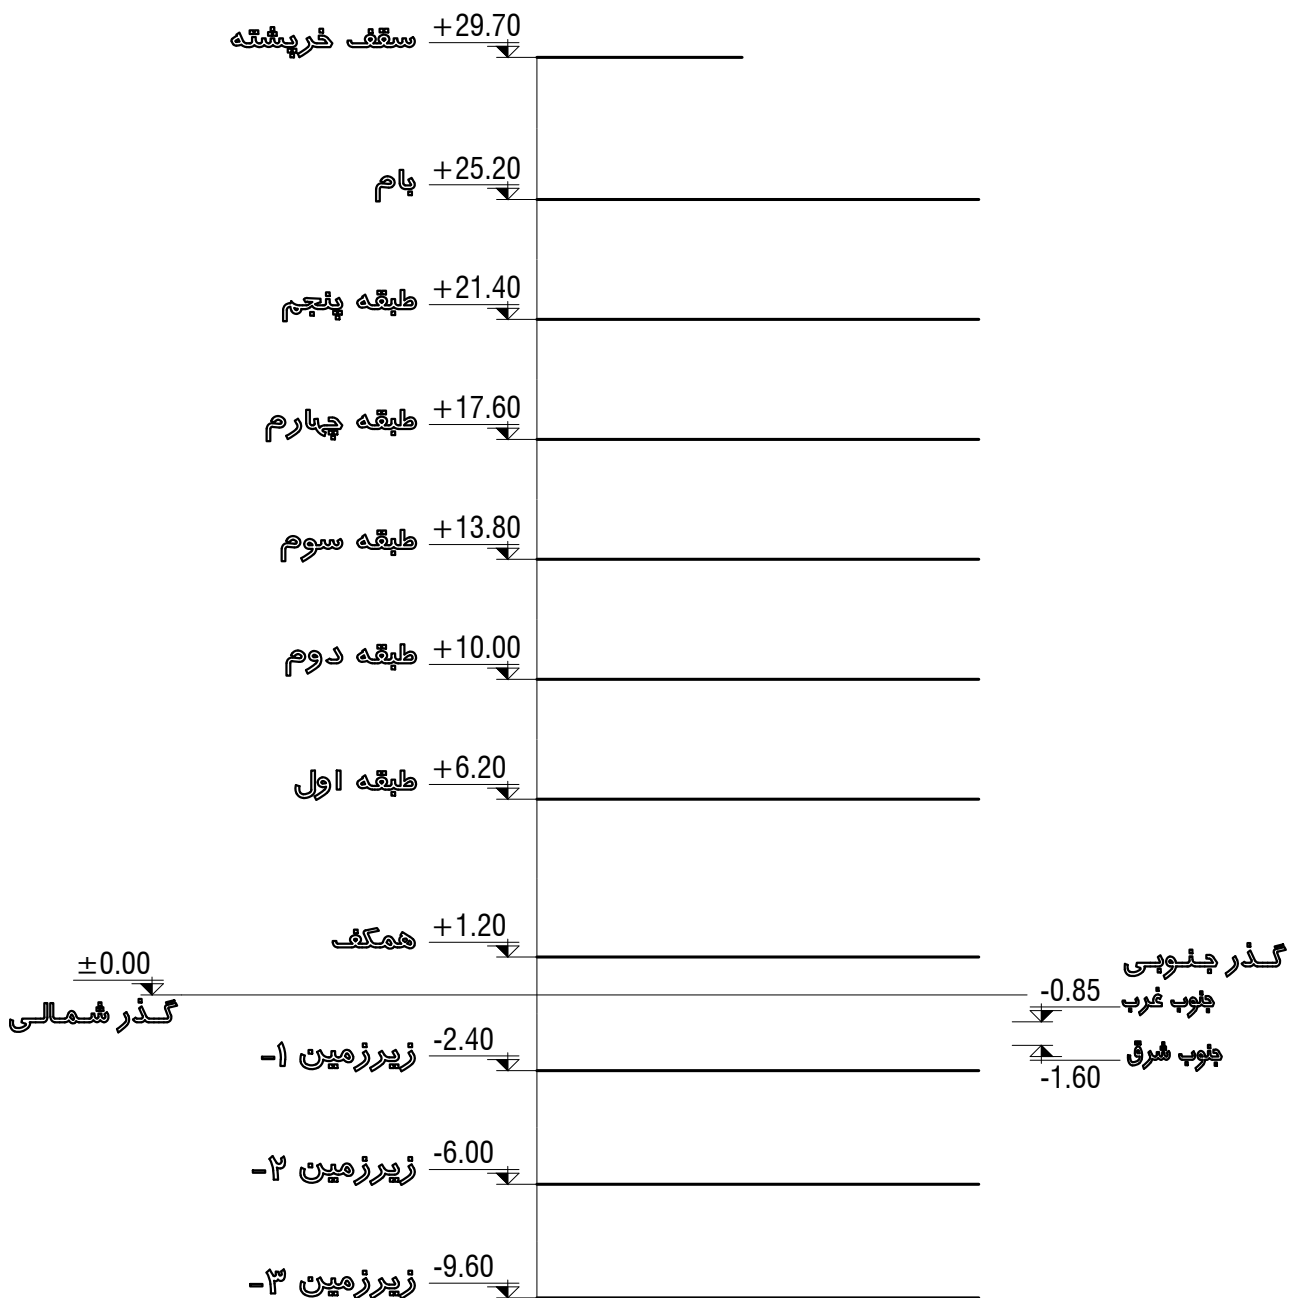 سقف خرپشته +29.70
بام +25.20
طبقه پنجم +21.40
طبقه چهارم +17.60
طبقه سوم +13.80
طبقه دوم +10.00
طبقه اول +6.20
همکف +1.20
±0.00
گذر شمالی
گذر جنوبی
جنوب غرب -0.85
جنوب شرق
-1.60
زیرزمین ۱- -2.40
زیرزمین ۲- -6.00
زیرزمین ۳- -9.60